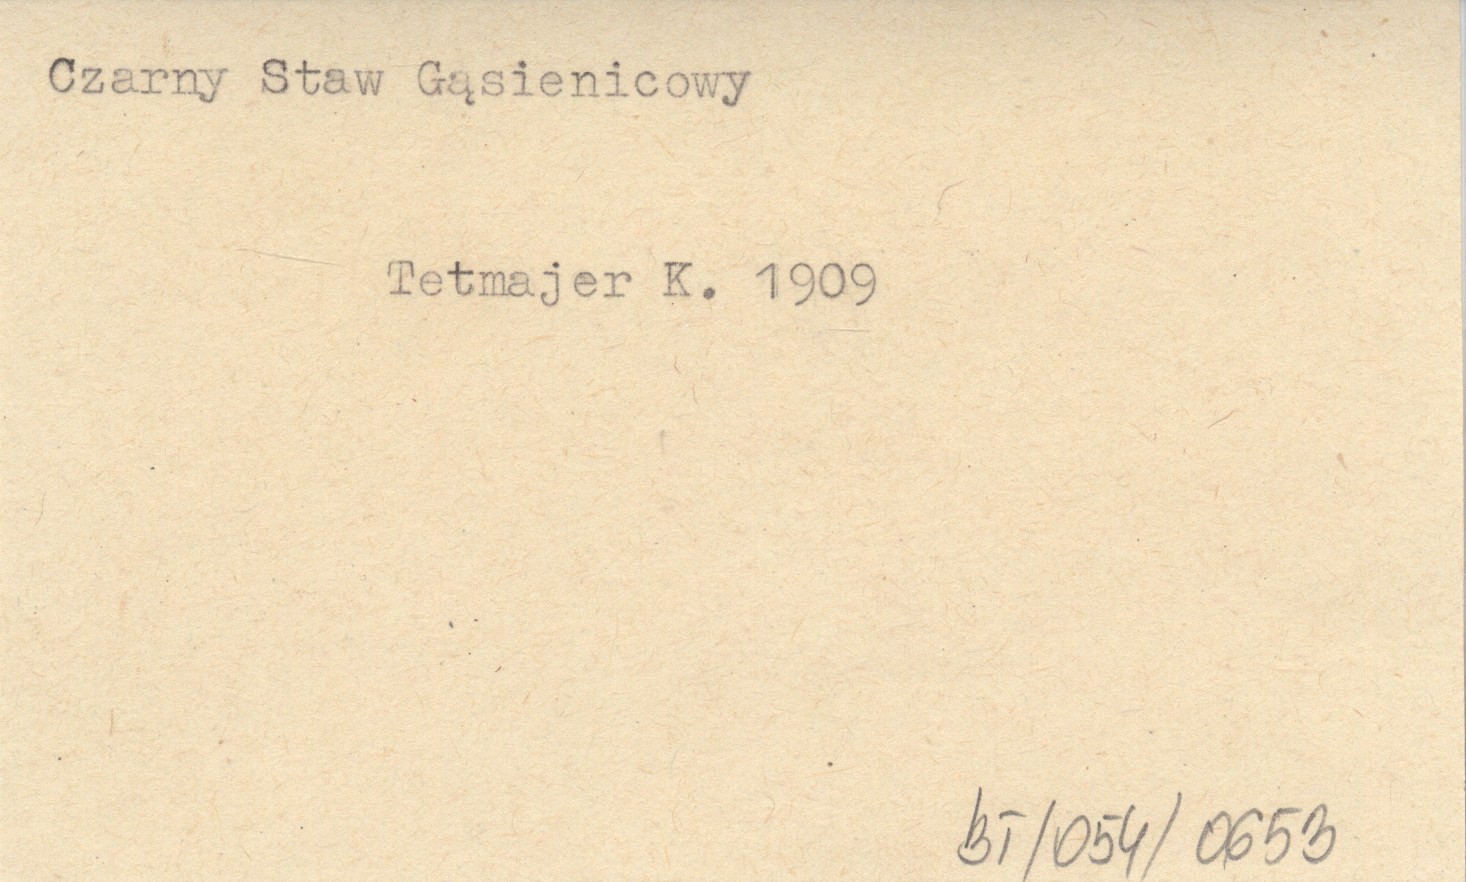 Czarny Staw Gąsienicowy
Tetmajer K. 1909
BT/054/0653